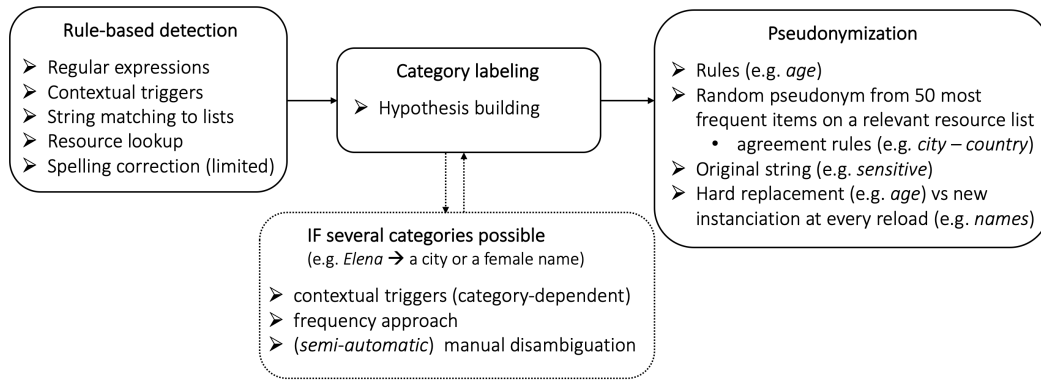 Rule-based detection
➢ Regular expressions
➢ Contextual triggers
➢ String matching to lists
➢ Resource lookup
➢ Spelling correction (limited)
Category labeling
➢ Hypothesis building
IF several categories possible
(e.g. Elena → a city or a female name)
➢ contextual triggers (category-dependent)
➢ frequency approach
➢ (semi-automatic) manual disambiguation
Pseudonymization
➢ Rules (e.g. age)
➢ Random pseudonym from 50 most
frequent items on a relevant resource list
• agreement rules (e.g. city – country)
➢ Original string (e.g. sensitive)
➢ Hard replacement (e.g. age) vs new
instanciation at every reload (e.g. names)